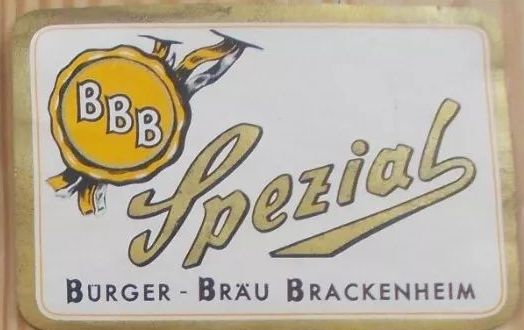 BBB
Spezial
BÜRGER - BRÄU BRACKENHEIM